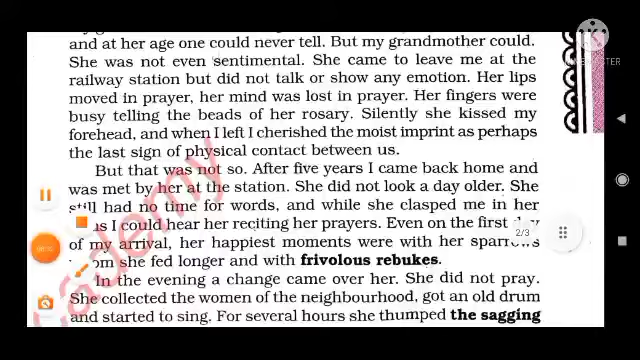 and at her age one could never tell. But my grandmother could.
She was not even sentimental. She came to leave me at the
railway station but did not talk or show any emotion. Her lips
moved in prayer, her mind was lost in prayer. Her fingers were
busy telling the beads of her rosary. Silently she kissed my
forehead, and when I left I cherished the moist imprint as perhaps
the last sign of physical contact between us.
But that was not so. After five years I came back home and
was met by her at the station. She did not look a day older. She
still had no time for words, and while she clasped me in her
I could hear her reciting her prayers. Even on the first day
of my arrival, her happiest moments were with her sparrows
she fed longer and with frivolous rebukes.
In the evening a change came over her. She did not pray.
She collected the women of the neighbourhood, got an old drum
and started to sing. For several hours she thumped the sagging
2/3